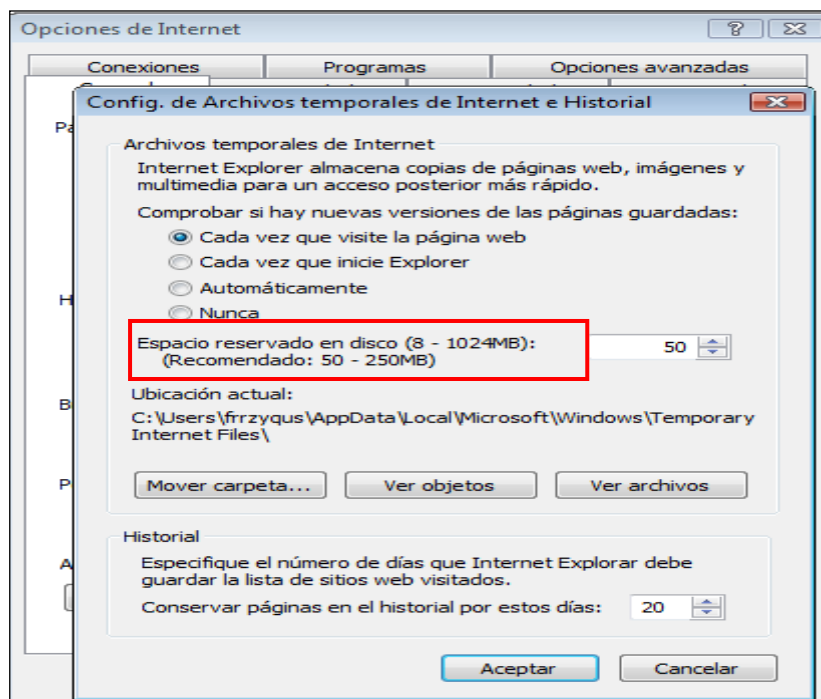 Opciones de Internet
Conexiones Programas Opciones avanzadas
Config. de Archivos temporales de Internet e Historial
Archivos temporales de Internet
Internet Explorer almacena copias de páginas web, imágenes y
multimedia para un acceso posterior más rápido.
Comprobar si hay nuevas versiones de las páginas guardadas:
Cada vez que visite la página web
Cada vez que inicie Explorer
Automáticamente
Nunca
Espacio reservado en disco (8 - 1024MB): 50
(Recomendado: 50 - 250MB)
Ubicación actual:
C:\Users\frrzyqus\AppData\Local\Microsoft\Windows\Temporary
Internet Files\
Mover carpeta... Ver objetos Ver archivos
Historial
Especifique el número de días que Internet Explorar debe
guardar la lista de sitios web visitados.
Conservar páginas en el historial por estos días: 20
Aceptar Cancelar